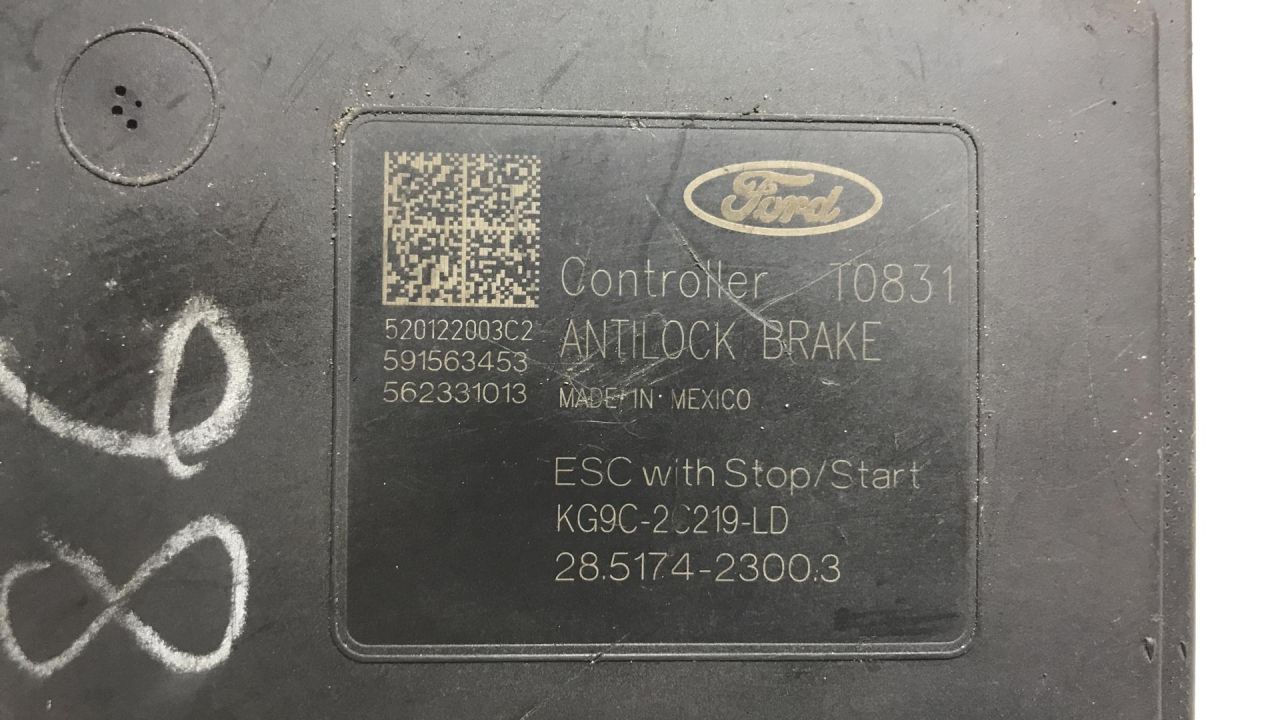 Ford
Controller T0831
ANTILOCK BRAKE
MADE IN MEXICO
520122003C2
591563453
562331013
ESC with Stop/Start
KG9C-2C219-LD
28.5174-2300.3
98